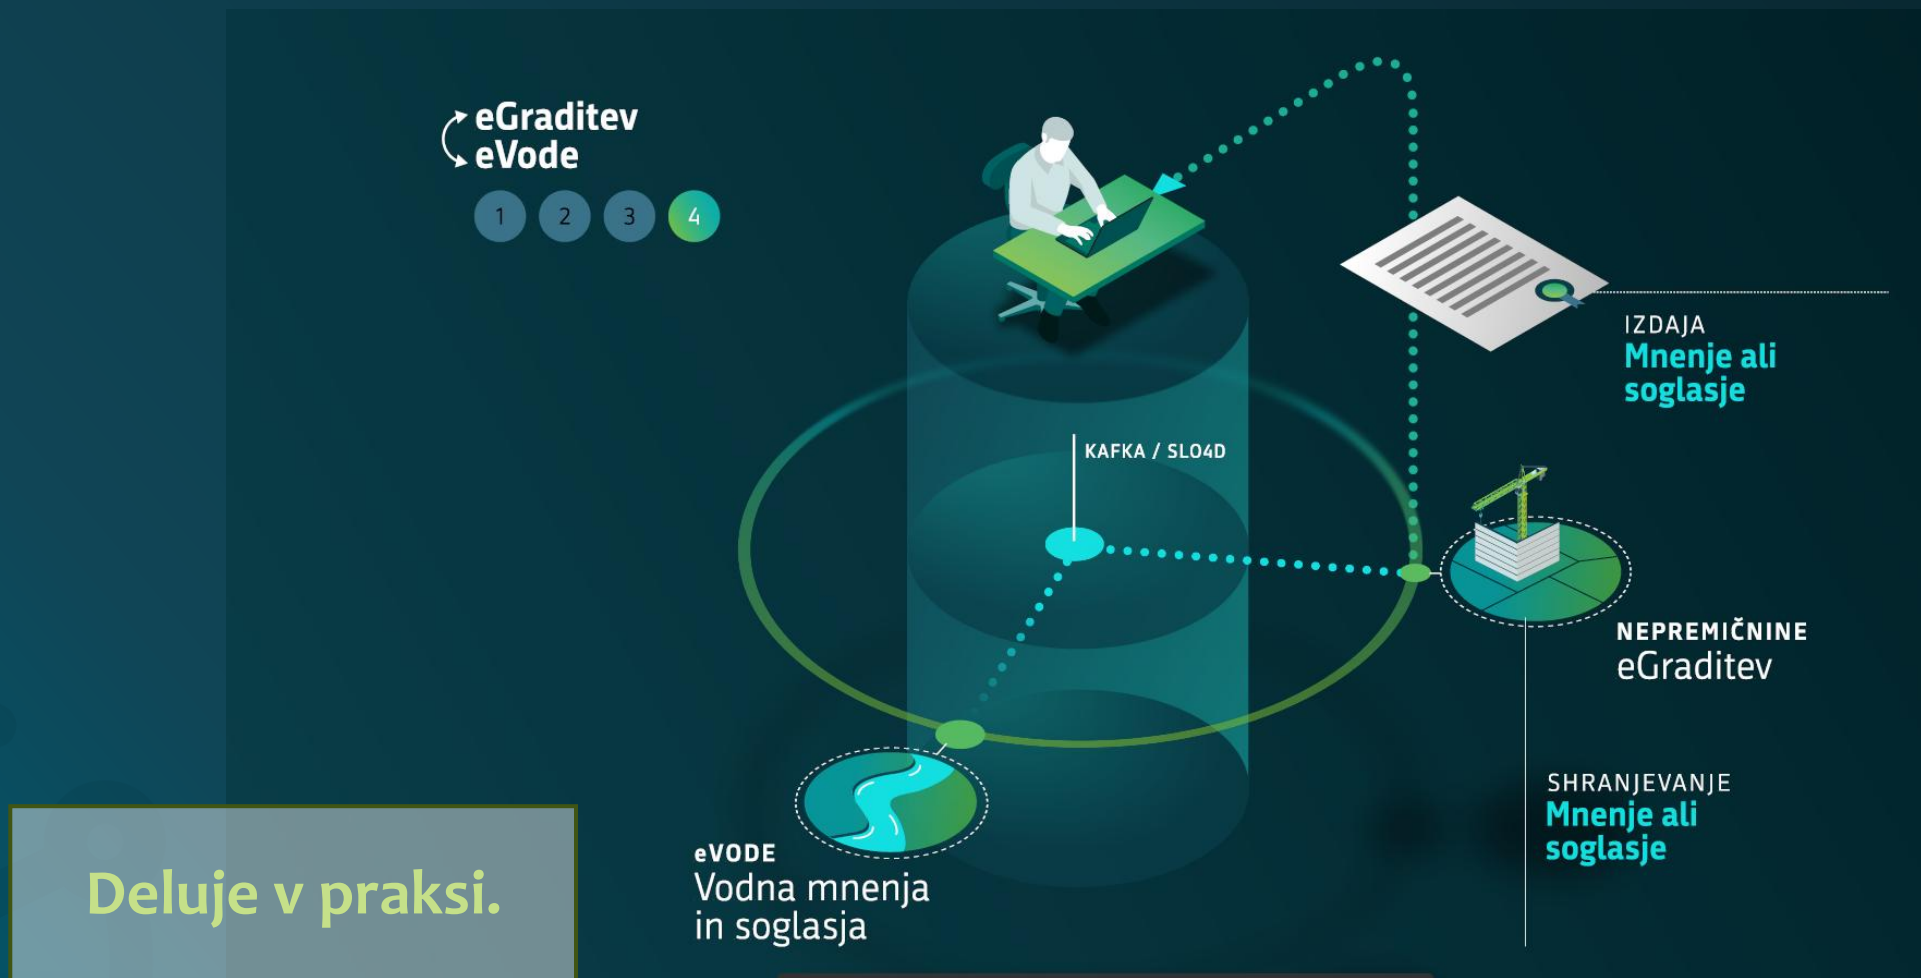 eGraditev
eVode
1 2 3 4
IZDAJA
Mnenje ali
soglasje
KAFKA / SLO4D
NEPREMIČNINE
eGraditev
SHRANJEVANJE
Mnenje ali
soglasje
eVODE
Vodna mnenja
in soglasja
Deluje v praksi.